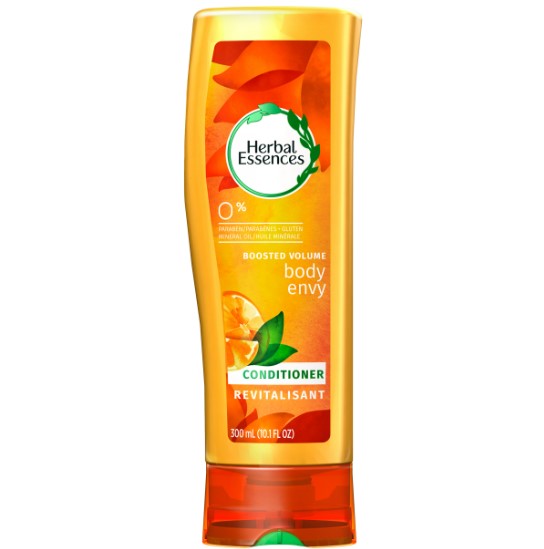 Herbal
Essences
0%
PARABEN/PARABÈNES • GLUTEN
MINERAL OIL/HUILE MINÉRALE
BOOSTED VOLUME
body
envy
CONDITIONER
REVITALISANT
300 mL (10.1 FL OZ)